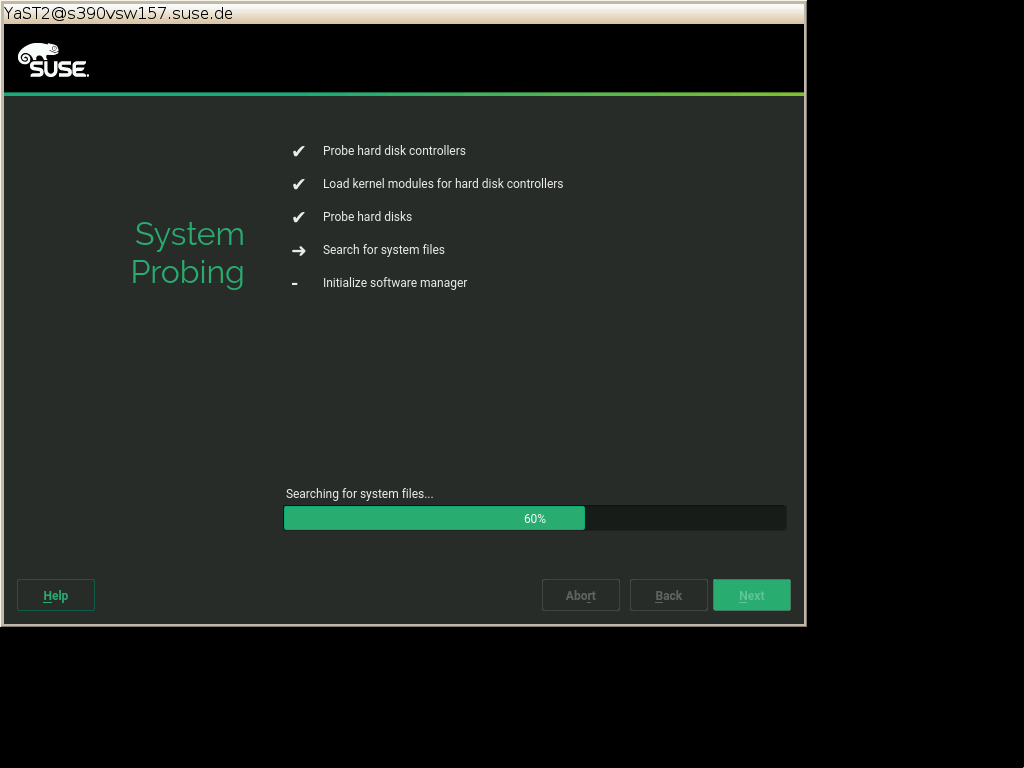 YaST2@s390vsw157.suse.de
SUSE.
System
Probing
✔ Probe hard disk controllers
✔ Load kernel modules for hard disk controllers
✔ Probe hard disks
➜ Search for system files
- Initialize software manager
Searching for system files...
60%
Help
Abort
Back
Next